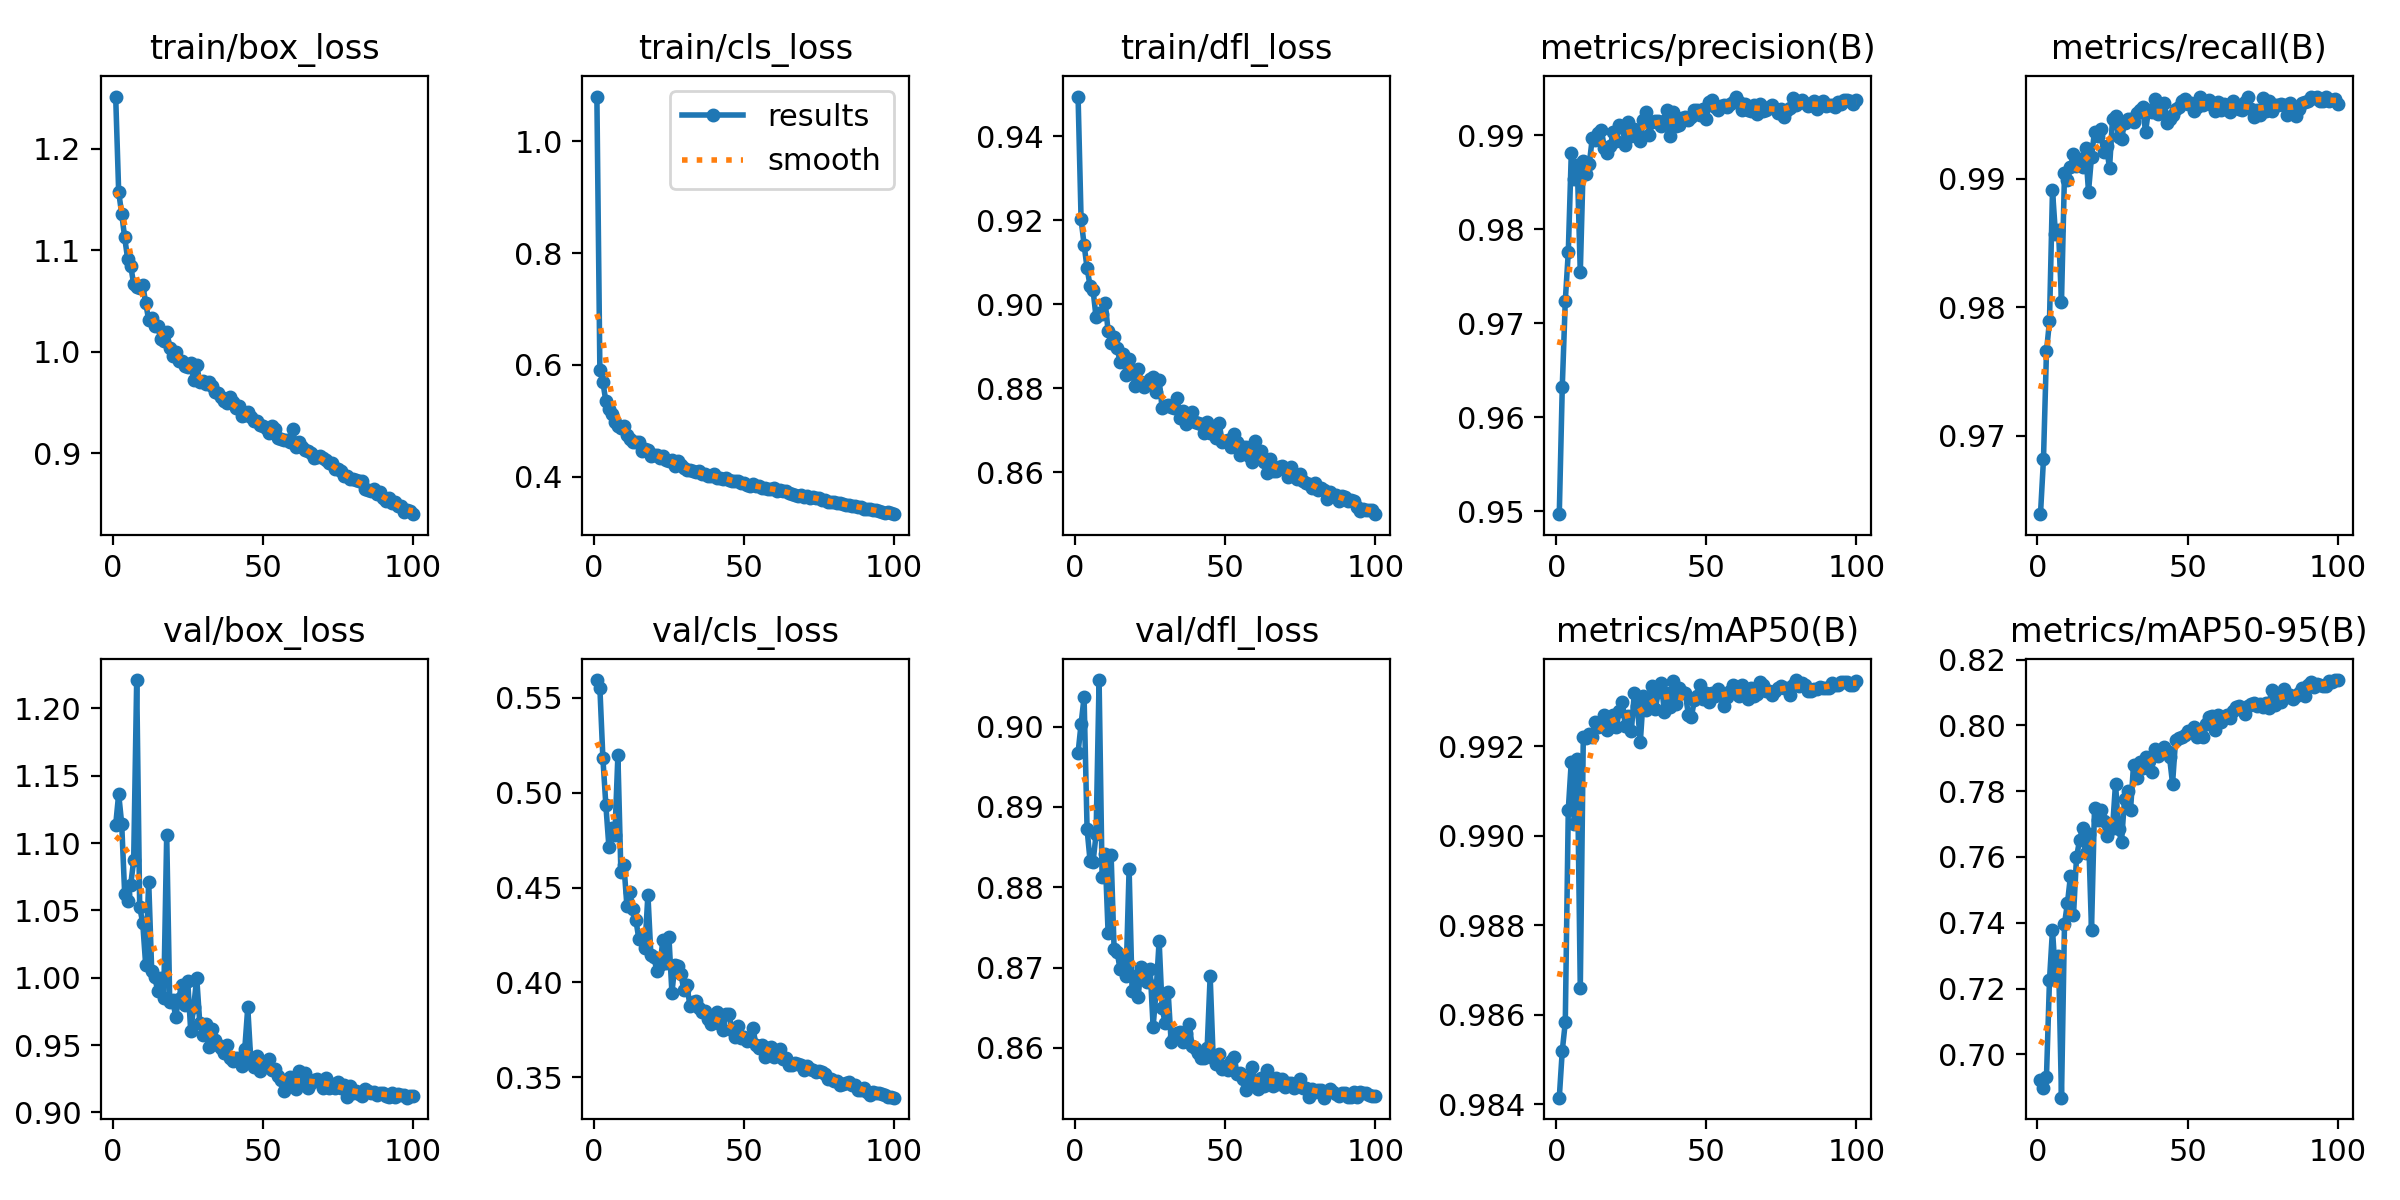 train/box_loss
train/cls_loss
train/dfl_loss
metrics/precision(B)
metrics/recall(B)
results
smooth
1.2
1.1
1.0
0.9
0 50 100
1.0
0.8
0.6
0.4
0 50 100
0.94
0.92
0.90
0.88
0.86
0 50 100
0.99
0.98
0.97
0.96
0.95
0 50 100
0.99
0.98
0.97
0 50 100
val/box_loss
val/cls_loss
val/dfl_loss
metrics/mAP50(B)
metrics/mAP50-95(B)
1.20
1.15
1.10
1.05
1.00
0.95
0.90
0 50 100
0.55
0.50
0.45
0.40
0.35
0 50 100
0.90
0.89
0.88
0.87
0.86
0 50 100
0.992
0.990
0.988
0.986
0.984
0 50 100
0.82
0.80
0.78
0.76
0.74
0.72
0.70
0 50 100